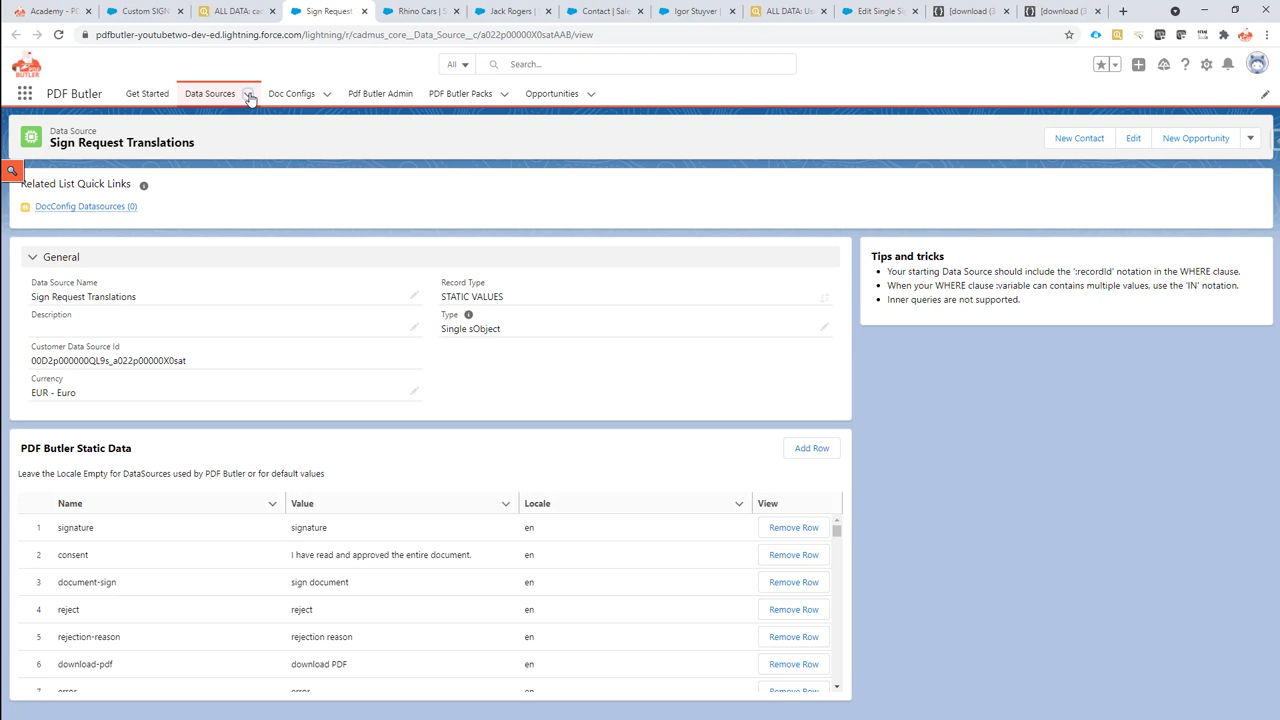 Academy - P
Custom SIGN
ALL DATA: ca
Sign Request
Rhino Cars | S
Jack Rogers |
Contact | Sale
Igor Stuyver |
ALL DATA: Us
Edit Single Sig
[download (3
[download (3
pdfbutler-youtubetwo-dev-ed.lightning.force.com/lightning/r/cadmus_core__Data_Source__c/a022p00000X0satAAB/view
All
Search...
PDF Butler
Get Started
Data Sources
Doc Configs
Pdf Butler Admin
PDF Butler Packs
Opportunities
Data Source
Sign Request Translations
New Contact
Edit
New Opportunity
Related List Quick Links
DocConfig Datasources (0)
General
Data Source Name
Sign Request Translations
Record Type
STATIC VALUES
Description
Type
Single sObject
Customer Data Source Id
00D2p000000QL9s_a022p00000X0sat
Currency
EUR - Euro
Tips and tricks
Your starting Data Source should include the ':recordId' notation in the WHERE clause.
When your WHERE clause :variable can contains multiple values, use the 'IN' notation.
Inner queries are not supported.
PDF Butler Static Data
Add Row
Leave the Locale Empty for DataSources used by PDF Butler or for default values
Name Value Locale View
1 signature signature en Remove Row
2 consent I have read and approved the entire document. en Remove Row
3 document-sign sign document en Remove Row
4 reject reject en Remove Row
5 rejection-reason rejection reason en Remove Row
6 download-pdf download PDF en Remove Row
7 error error en Remove Row